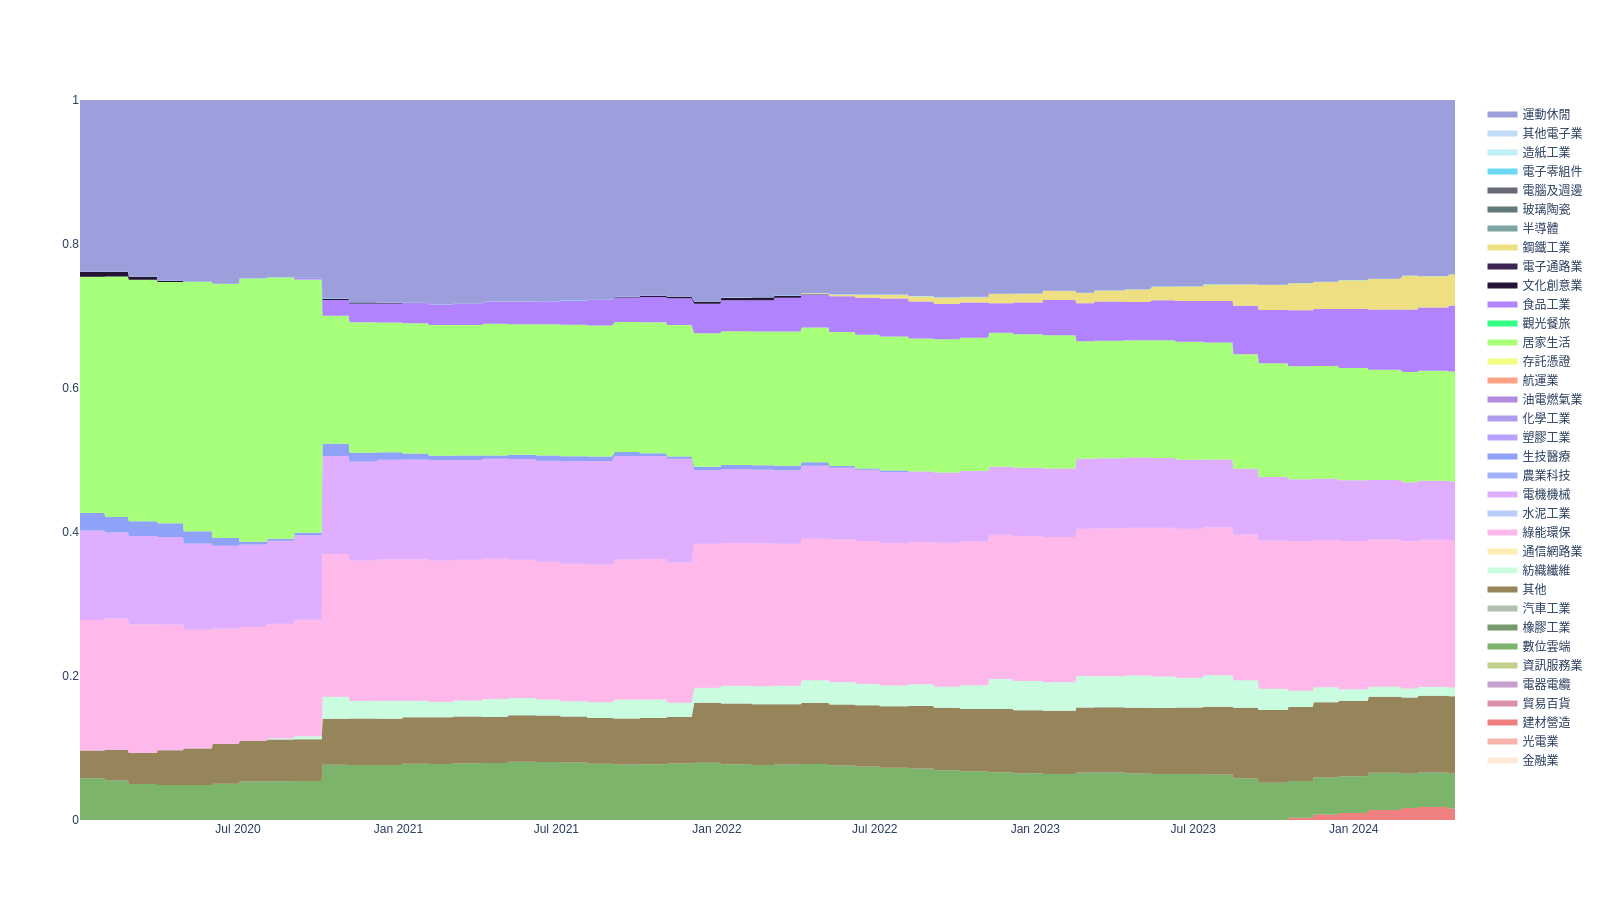 1
0.8
0.6
0.4
0.2
0
Jul 2020
Jan 2021
Jul 2021
Jan 2022
Jul 2022
Jan 2023
Jul 2023
Jan 2024
運動休閒
其他電子業
造紙工業
電子零組件
電腦及週邊
玻璃陶瓷
半導體
鋼鐵工業
電子通路業
文化創意業
食品工業
觀光餐旅
居家生活
存託憑證
航運業
油電燃氣業
化學工業
塑膠工業
生技醫療
農業科技
電機機械
水泥工業
綠能環保
通信網路業
紡織纖維
其他
汽車工業
橡膠工業
數位雲端
資訊服務業
電器電纜
貿易百貨
建材營造
光電業
金融業